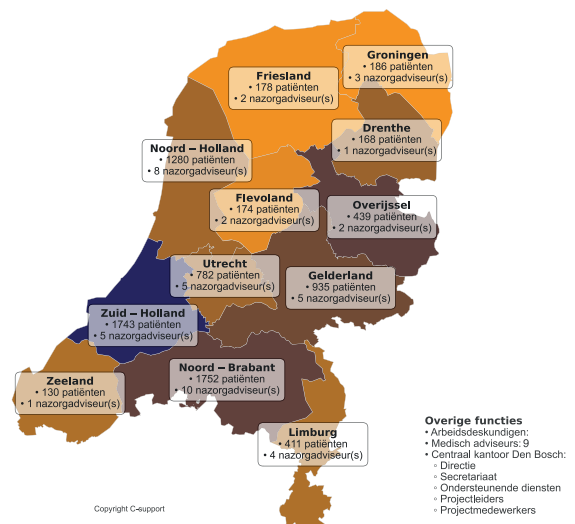 Groningen
• 186 patiënten
• 3 nazorgadviseur(s)
Friesland
• 178 patiënten
• 2 nazorgadviseur(s)
Drenthe
• 168 patiënten
• 1 nazorgadviseur(s)
Noord – Holland
• 1280 patiënten
• 8 nazorgadviseur(s)
Flevoland
• 174 patiënten
• 2 nazorgadviseur(s)
Overijssel
• 439 patiënten
• 2 nazorgadviseur(s)
Utrecht
• 782 patiënten
• 5 nazorgadviseur(s)
Gelderland
• 935 patiënten
• 5 nazorgadviseur(s)
Zuid – Holland
• 1743 patiënten
• 5 nazorgadviseur(s)
Noord – Brabant
• 1752 patiënten
• 10 nazorgadviseur(s)
Zeeland
• 130 patiënten
• 1 nazorgadviseur(s)
Limburg
• 411 patiënten
• 4 nazorgadviseur(s)
Overige functies
• Arbeidsdeskundigen:
• Medisch adviseurs: 9
• Centraal kantoor Den Bosch:
◦ Directie
◦ Secretariaat
◦ Ondersteunende diensten
◦ Projectleiders
◦ Projectmedewerkers
Copyright C-support